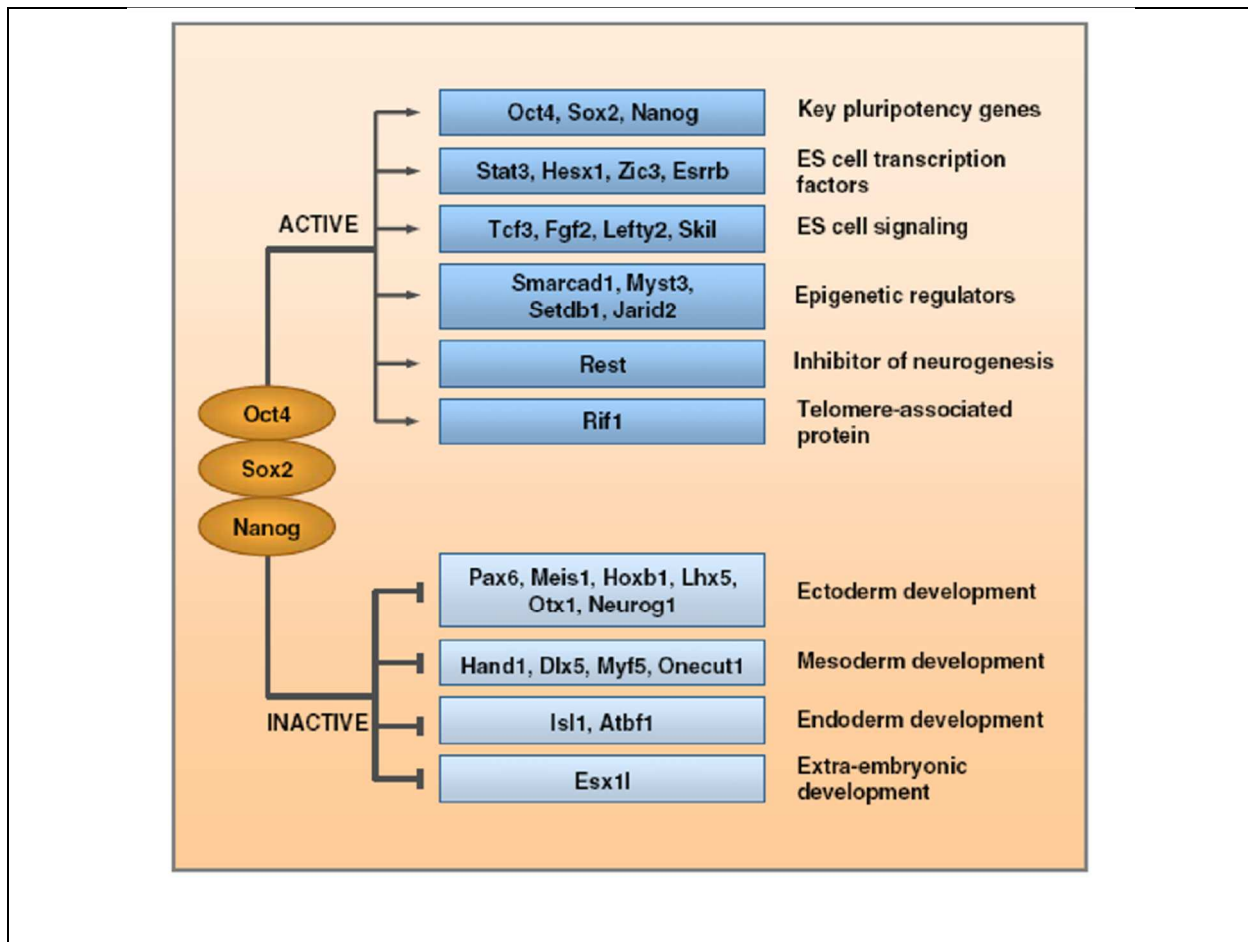 Oct4, Sox2, Nanog
Key pluripotency genes
Stat3, Hesx1, Zic3, Esrrb
ES cell transcription
factors
ACTIVE
Tcf3, Fgf2, Lefty2, Skil
ES cell signaling
Smarcad1, Myst3,
Setdb1, Jarid2
Epigenetic regulators
Rest
Inhibitor of neurogenesis
Rif1
Telomere-associated
protein
Oct4
Sox2
Nanog
Pax6, Meis1, Hoxb1, Lhx5,
Otx1, Neurog1
Ectoderm development
Hand1, Dlx5, Myf5, Onecut1
Mesoderm development
INACTIVE
Isl1, Atbf1
Endoderm development
Esx1l
Extra-embryonic
development